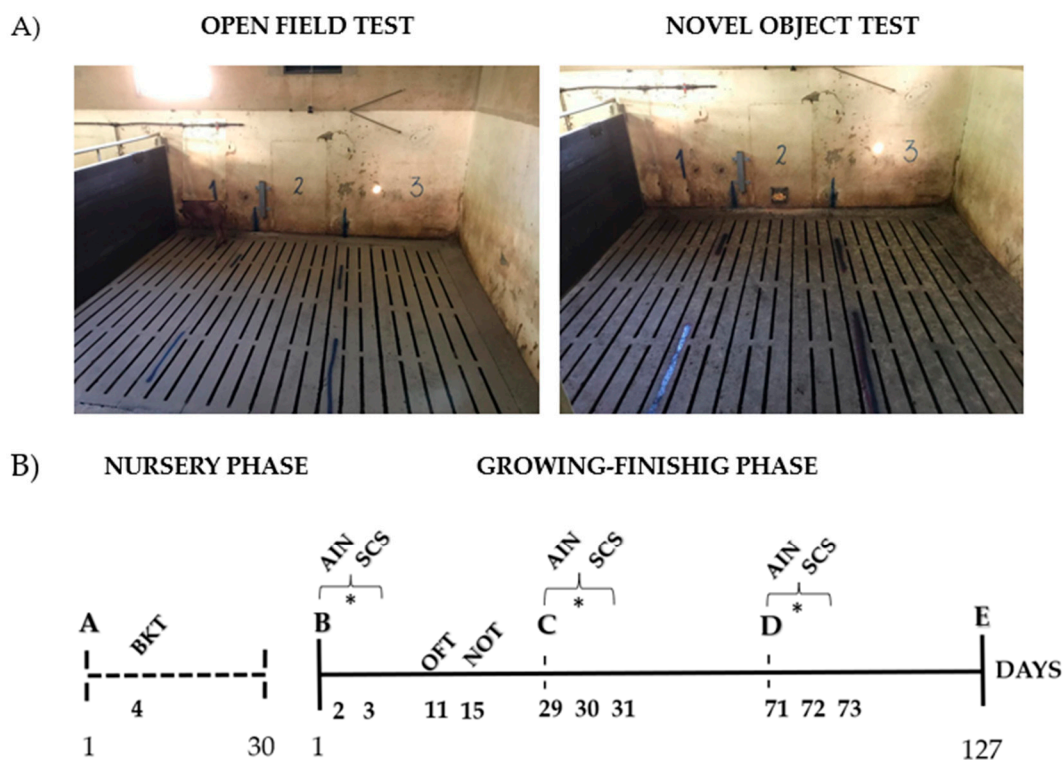 A)
OPEN FIELD TEST
NOVEL OBJECT TEST
1 2 3
1 2 3
B)
NURSERY PHASE
GROWING-FINISHIG PHASE
AIN SCS
AIN SCS
AIN SCS
* * *
A BKT B OFT NOT C D E
DAYS
4 2 3 11 15 29 30 31 71 72 73
1 30 1 127